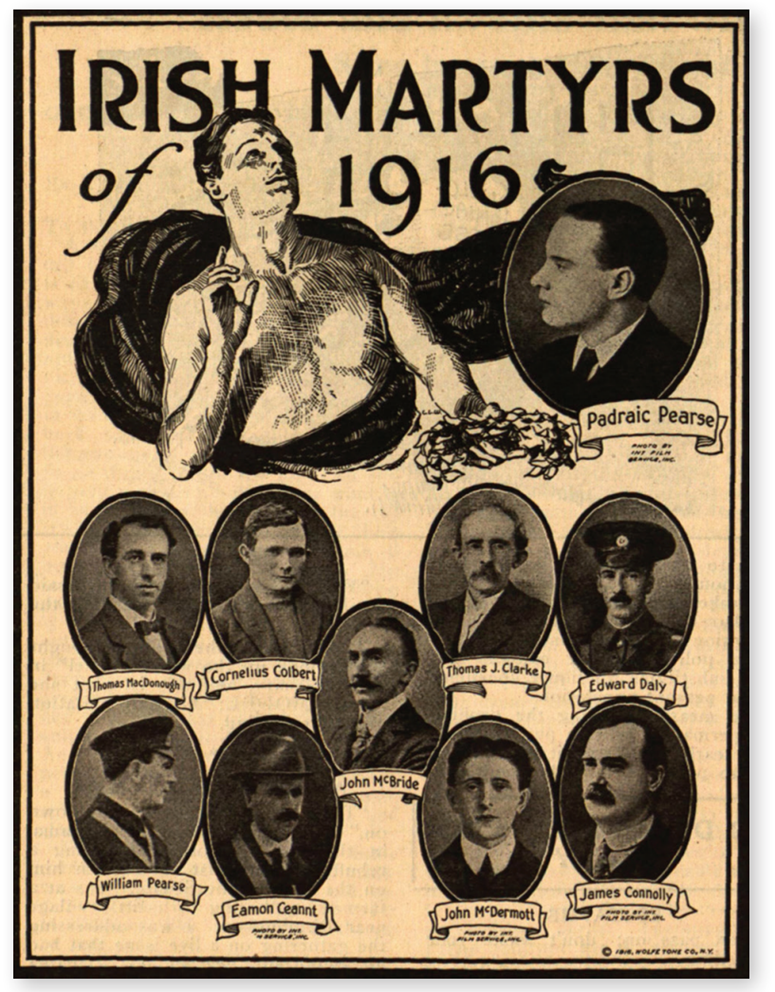 IRISH MARTYRS
of 1916
Padraic Pearse
PHOTO BY
INT FILM
SERVICE, INC.
Thomas MacDonough
Cornelius Colbert
Thomas J. Clarke
Edward Daly
John McBride
William Pearse
Eamon Ceannt
PHOTO BY INT
SERVICE, INC.
John McDermott
PHOTO BY INT
FILM SERVICE, INC.
James Connolly
PHOTO BY INT
FILM SERVICE, INC.
© 1916, WOLFE TONE CO., N.Y.